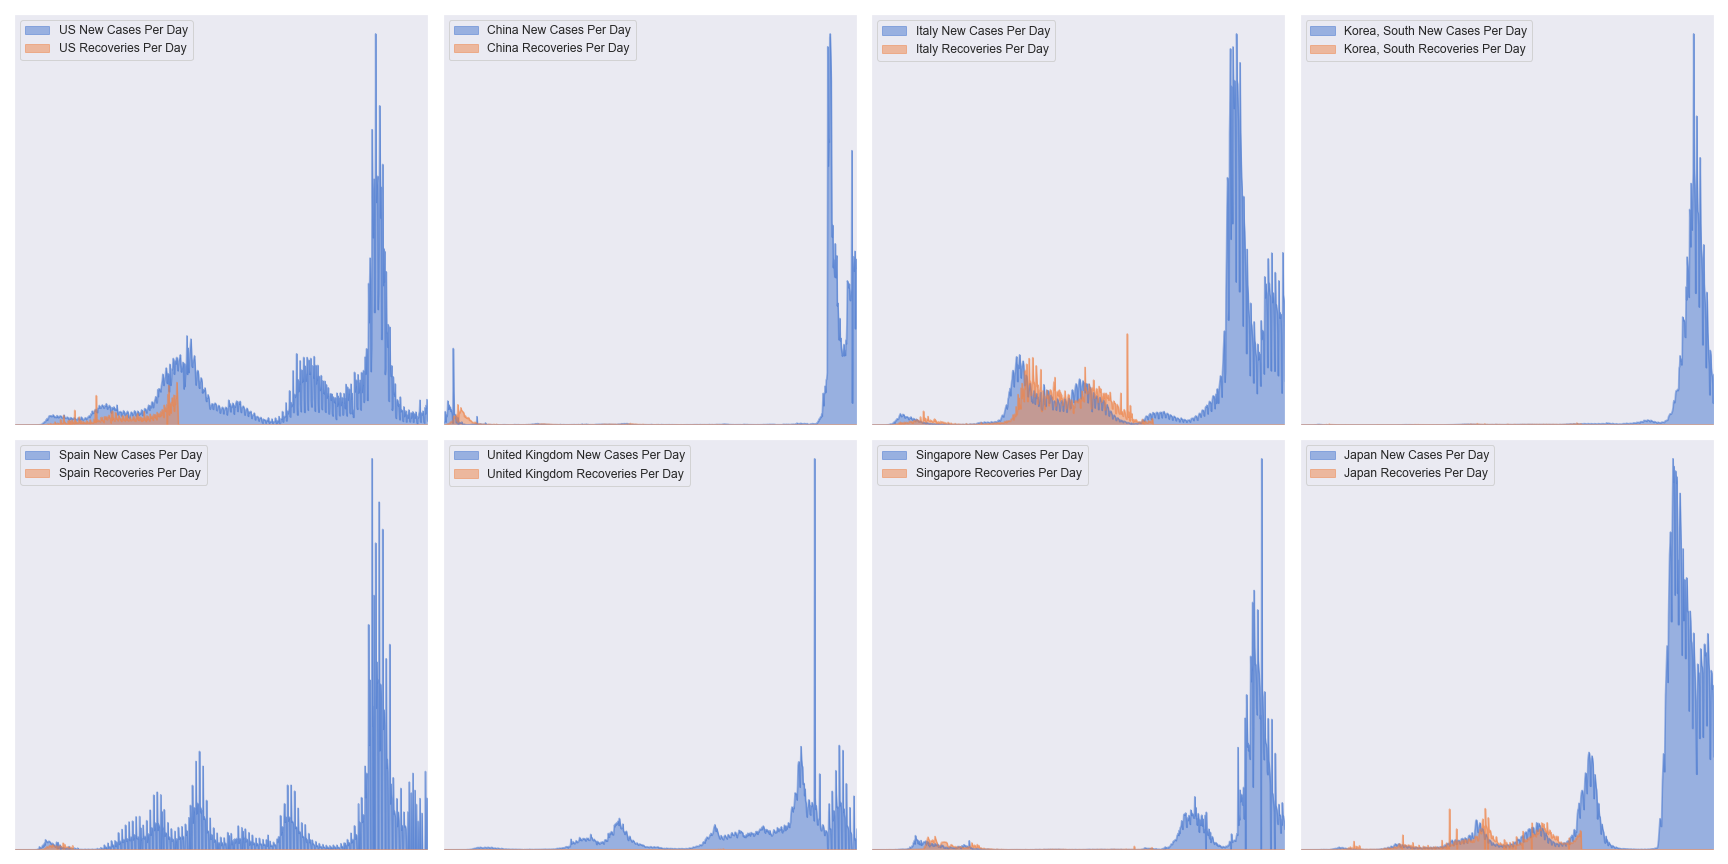 US New Cases Per Day
US Recoveries Per Day
China New Cases Per Day
China Recoveries Per Day
Italy New Cases Per Day
Italy Recoveries Per Day
Korea, South New Cases Per Day
Korea, South Recoveries Per Day
Spain New Cases Per Day
Spain Recoveries Per Day
United Kingdom New Cases Per Day
United Kingdom Recoveries Per Day
Singapore New Cases Per Day
Singapore Recoveries Per Day
Japan New Cases Per Day
Japan Recoveries Per Day